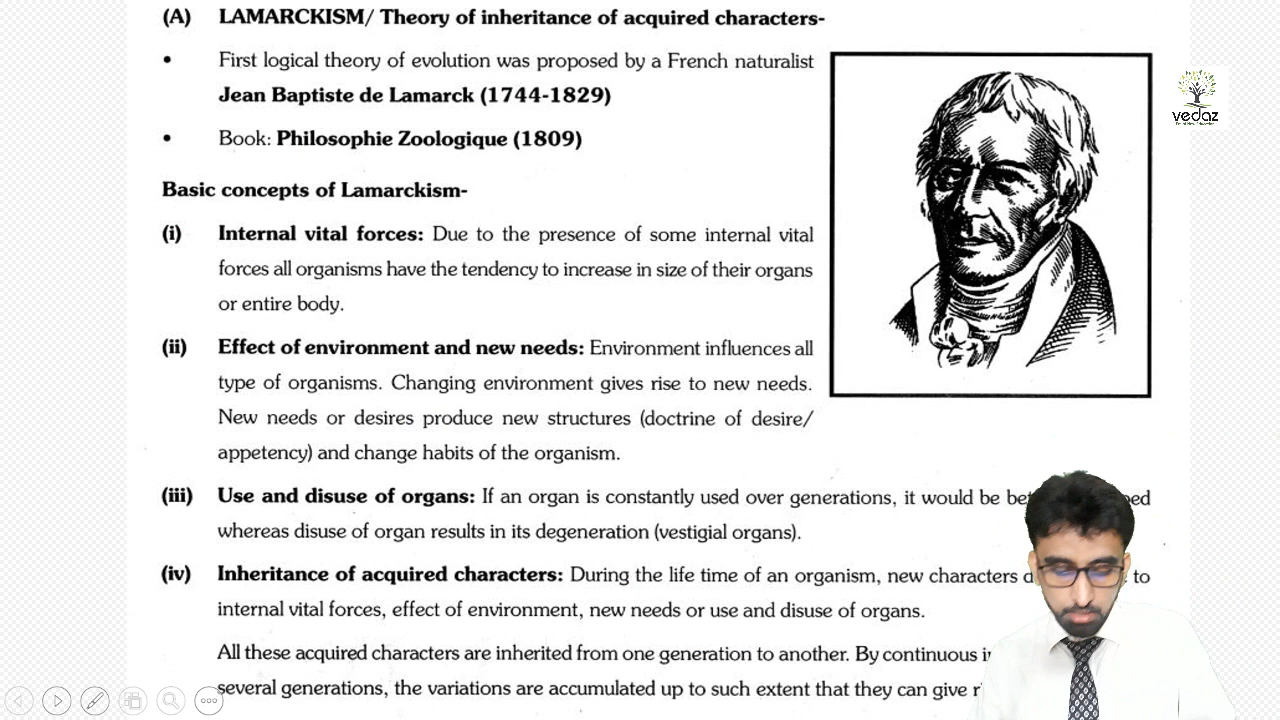 (A) LAMARCKISM/ Theory of inheritance of acquired characters-
• First logical theory of evolution was proposed by a French naturalist
Jean Baptiste de Lamarck (1744-1829)
• Book: Philosophie Zoologique (1809)
vedaz
Basic concepts of Lamarckism-
(i) Internal vital forces: Due to the presence of some internal vital
forces all organisms have the tendency to increase in size of their organs
or entire body.
(ii) Effect of environment and new needs: Environment influences all
type of organisms. Changing environment gives rise to new needs.
New needs or desires produce new structures (doctrine of desire/
appetency) and change habits of the organism.
(iii) Use and disuse of organs: If an organ is constantly used over generations, it would be
whereas disuse of organ results in its degeneration (vestigial organs).
(iv) Inheritance of acquired characters: During the life time of an organism, new characters to
internal vital forces, effect of environment, new needs or use and disuse of organs.
All these acquired characters are inherited from one generation to another. By continuous
several generations, the variations are accumulated up to such extent that they can give